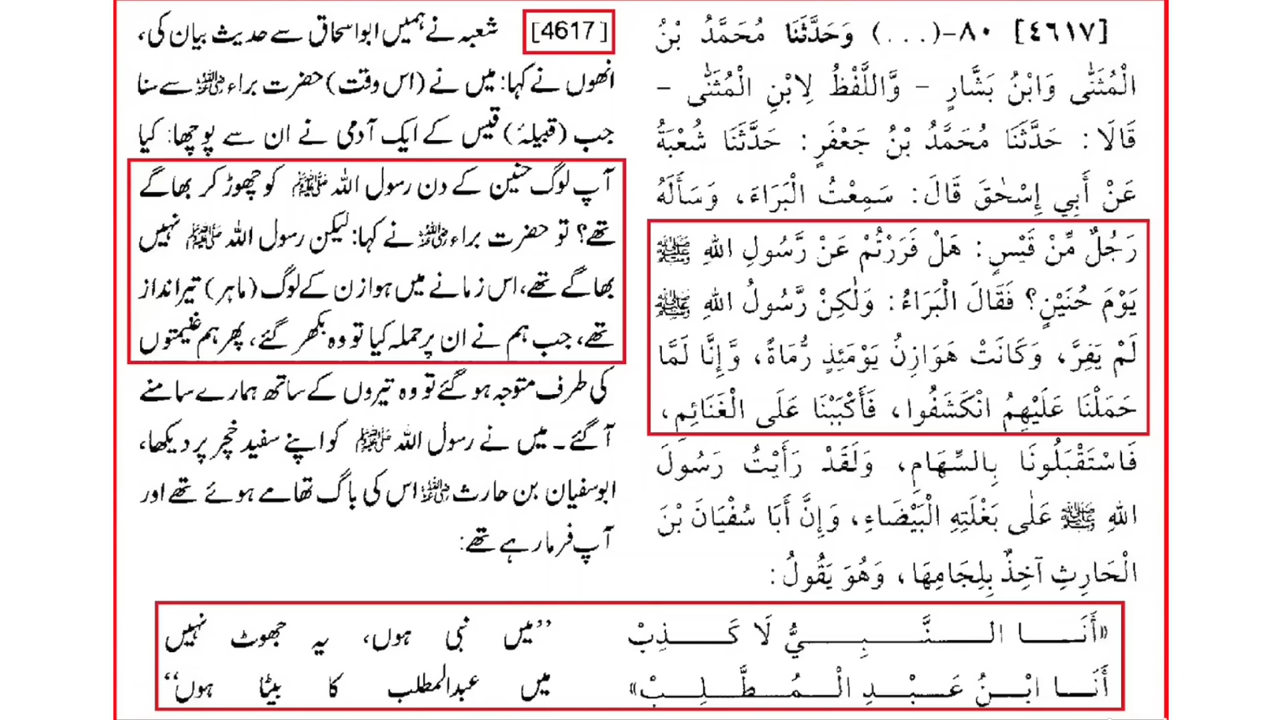 [٤٦١٧] ٨٠-(...) وَحَدَّثَنَا مُحَمَّدُ بْنُ
الْمُثَنّٰى وَابْنُ بَشَّارٍ - وَّاللَّفْظُ لِابْنِ الْمُثَنّٰى -
قَالَا: حَدَّثَنَا مُحَمَّدُ بْنُ جَعْفَرٍ: حَدَّثَنَا شُعْبَةُ
عَنْ أَبِي إِسْحٰقَ قَالَ: سَمِعْتُ الْبَرَاءَ، وَسَأَلَهُ
رَجُلٌ مِّنْ قَيْسٍ: هَلْ فَرَرْتُمْ عَنْ رَّسُولِ اللهِ ﷺ
يَوْمَ حُنَيْنٍ؟ فَقَالَ الْبَرَاءُ: وَلٰكِنْ رَّسُولُ اللهِ ﷺ
لَمْ يَفِرَّ، وَكَانَتْ هَوَازِنُ يَوْمَئِذٍ رُّمَاةً، وَّإِنَّا لَمَّا
حَمَلْنَا عَلَيْهِمُ انْكَشَفُوا، فَأَكْبَبْنَا عَلَى الْغَنَائِمِ،
فَاسْتَقْبَلُونَا بِالسِّهَامِ، وَلَقَدْ رَأَيْتُ رَسُولَ
اللهِ ﷺ عَلٰى بَغْلَتِهِ الْبَيْضَاءِ، وَإِنَّ أَبَا سُفْيَانَ بْنَ
الْحَارِثِ آخِذٌ بِلِجَامِهَا، وَهُوَ يَقُولُ:
[4617] شعبہ نے ہمیں ابواسحاق سے حدیث بیان کی،
انھوں نے کہا: میں نے (اس وقت) حضرت براء ؓ سے سنا
جب (قبیلۂ) قیس کے ایک آدمی نے ان سے پوچھا: کیا
آپ لوگ حنین کے دن رسول اللہ ﷺ کو چھوڑ کر بھاگے
تھے؟ تو حضرت براء ؓ نے کہا: لیکن رسول اللہ ﷺ نہیں
بھاگے تھے، اس زمانے میں ہوازن کے لوگ (ماہر) تیرانداز
تھے، جب ہم نے ان پر حملہ کیا تو وہ بکھر گئے، پھر ہم غنیمتوں
کی طرف متوجہ ہو گئے تو وہ تیروں کے ساتھ ہمارے سامنے
آ گئے۔ میں نے رسول اللہ ﷺ کو اپنے سفید خچر پر دیکھا،
ابوسفیان بن حارث ؓ اس کی باگ تھامے ہوئے تھے اور
آپ فرما رہے تھے:
«أَنَا النَّبِيُّ لَا كَذِبْ "میں نبی ہوں، یہ جھوٹ نہیں
أَنَا ابْنُ عَبْدِ الْمُطَّلِبْ» میں عبدالمطلب کا بیٹا ہوں"